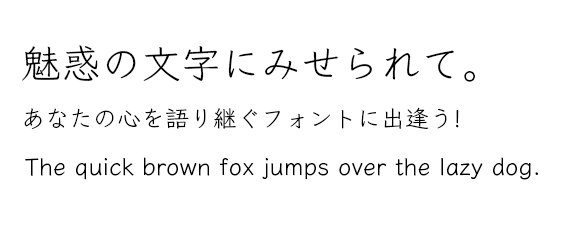 魅惑の文字にみせられて。
あなたの心を語り継ぐフォントに出逢う!
The quick brown fox jumps over the lazy dog.